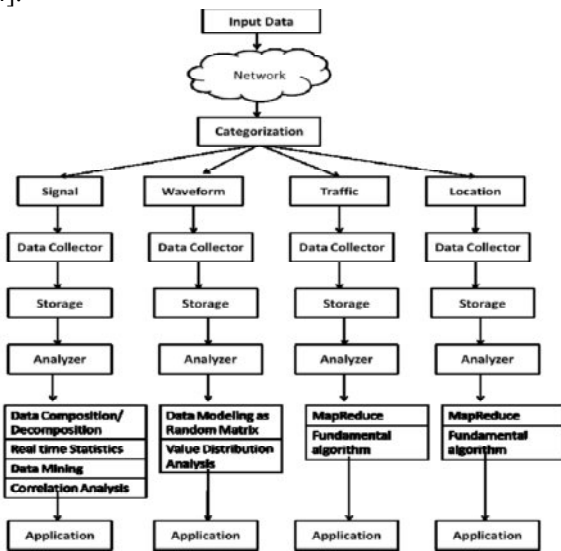 Input Data
Network
Categorization
Signal
Waveform
Traffic
Location
Data Collector
Data Collector
Data Collector
Data Collector
Storage
Storage
Storage
Storage
Analyzer
Analyzer
Analyzer
Analyzer
Data Composition/
Decomposition
Real time Statistics
Data Mining
Correlation Analysis
Data Modeling as
Random Matrix
Value Distribution
Analysis
MapReduce
Fundamental
algorithm
MapReduce
Fundamental
algorithm
Application
Application
Application
Application